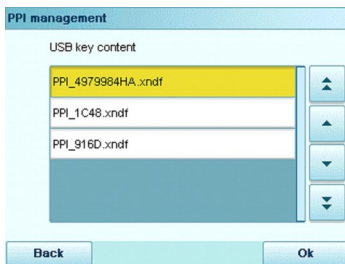 PPI management
USB key content
PPI_4979984HA.xndf
PPI_1C48.xndf
PPI_916D.xndf
Back
Ok